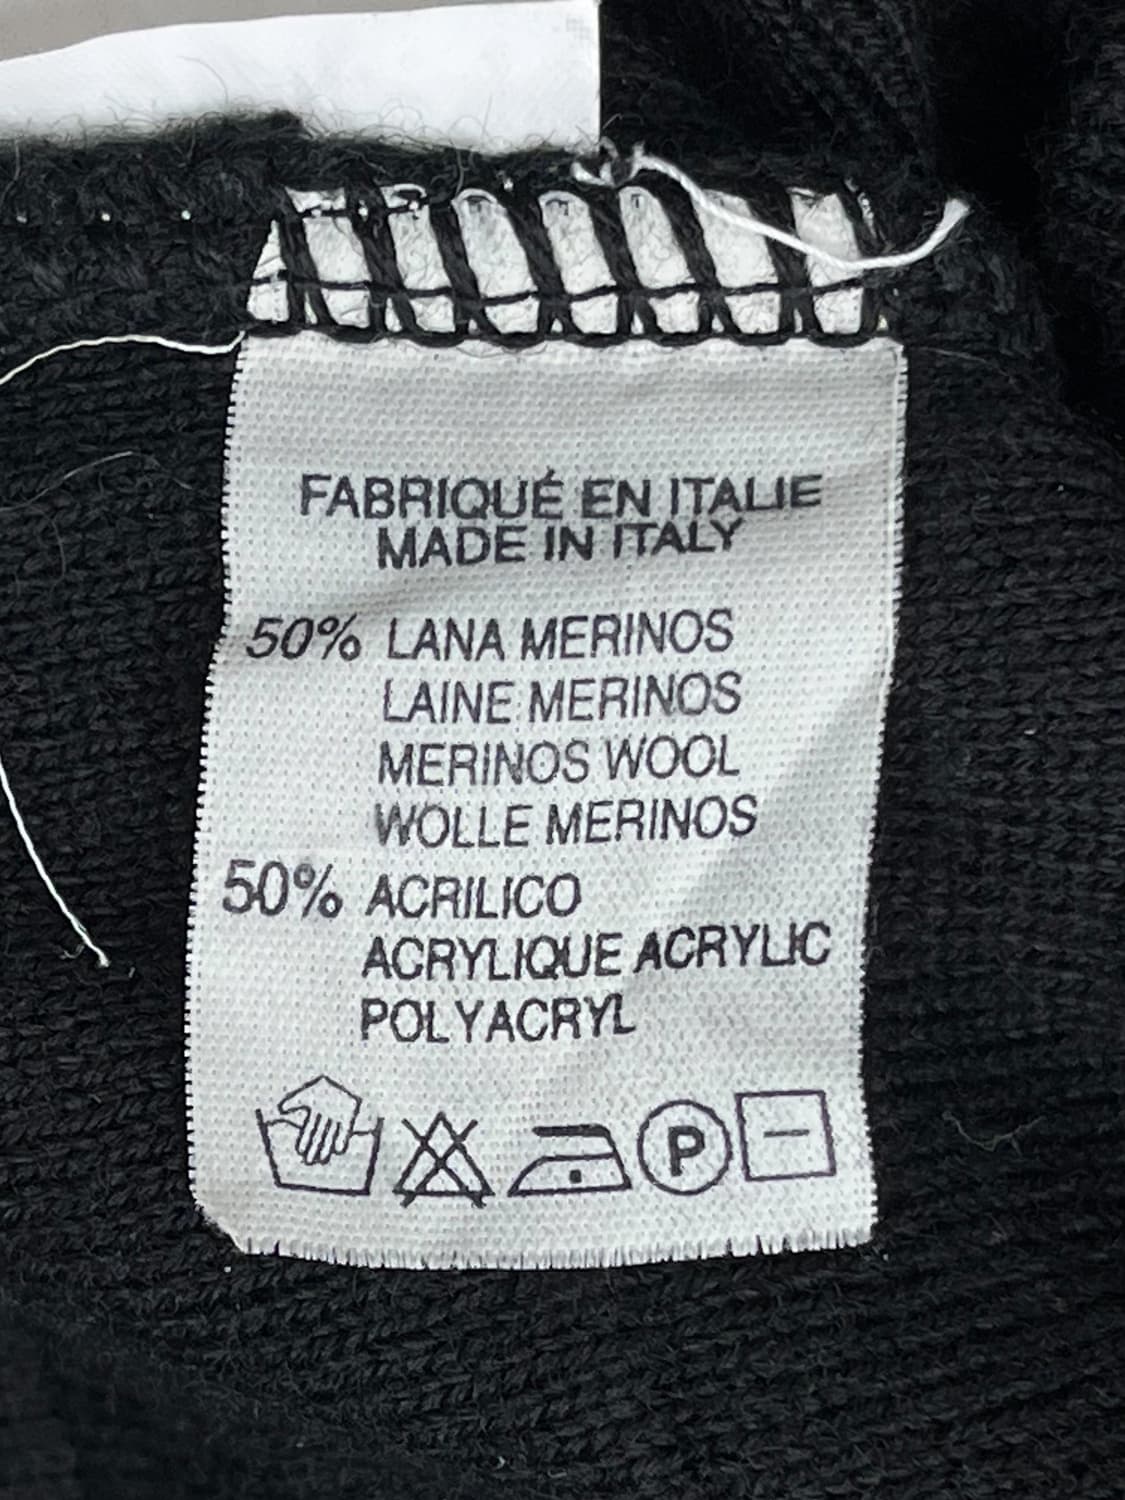 FABRIQUÉ EN ITALIE
MADE IN ITALY
50% LANA MERINOS
LAINE MERINOS
MERINOS WOOL
WOLLE MERINOS
50% ACRILICO
ACRYLIQUE ACRYLIC
POLYACRYL
P